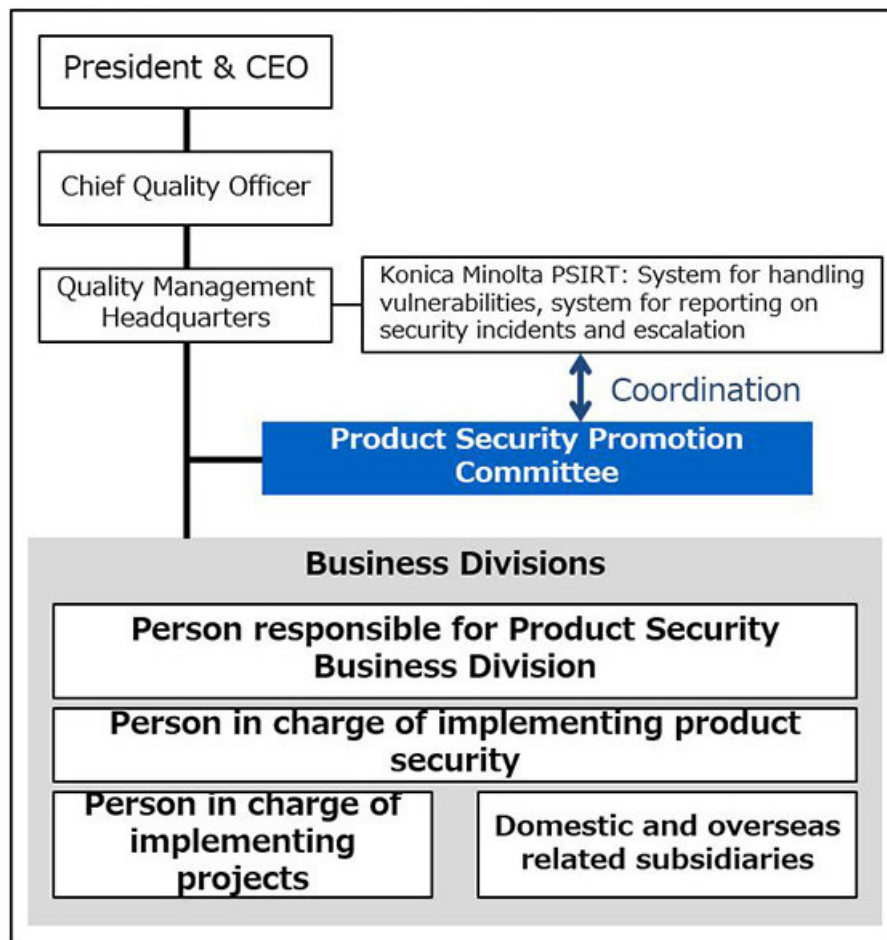 President & CEO
Chief Quality Officer
Quality Management
Headquarters
Konica Minolta PSIRT: System for handling
vulnerabilities, system for reporting on
security incidents and escalation
Coordination
Product Security Promotion
Committee
Business Divisions
Person responsible for Product Security
Business Division
Person in charge of implementing product
security
Person in charge of
implementing
projects
Domestic and overseas
related subsidiaries